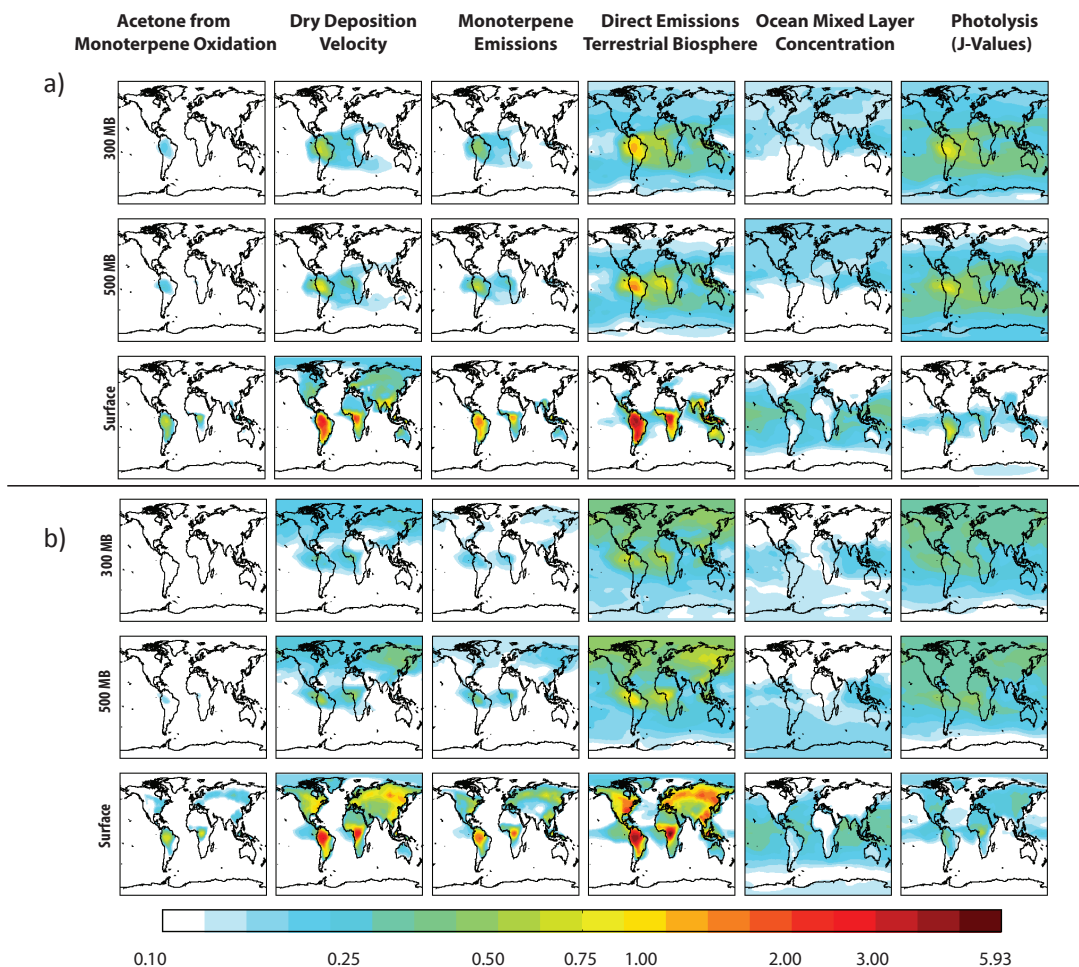 Acetone from Monoterpene Oxidation
Dry Deposition Velocity
Monoterpene Emissions
Direct Emissions Terrestrial Biosphere
Ocean Mixed Layer Concentration
Photolysis (J-Values)
a)
300 MB
500 MB
Surface
b)
300 MB
500 MB
Surface
0.10 0.25 0.50 0.75 1.00 2.00 3.00 5.93